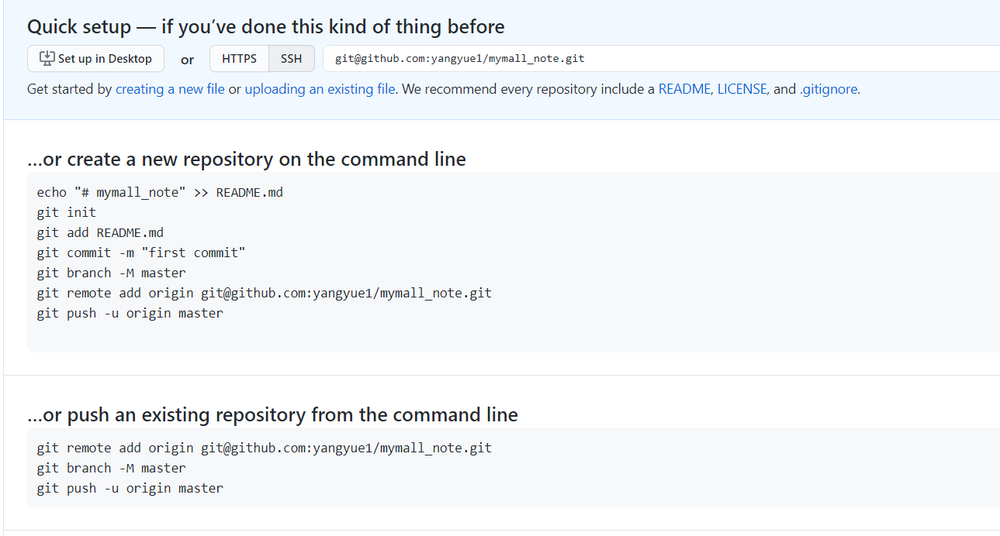 Quick setup — if you’ve done this kind of thing before
Set up in Desktop or HTTPS SSH git@github.com:yangyue1/mymall_note.git
Get started by creating a new file or uploading an existing file. We recommend every repository include a README, LICENSE, and .gitignore.
…or create a new repository on the command line
echo "# mymall_note" >> README.md
git init
git add README.md
git commit -m "first commit"
git branch -M master
git remote add origin git@github.com:yangyue1/mymall_note.git
git push -u origin master
…or push an existing repository from the command line
git remote add origin git@github.com:yangyue1/mymall_note.git
git branch -M master
git push -u origin master